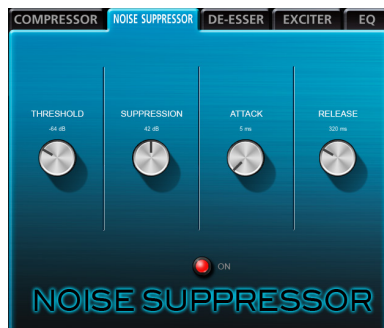 COMPRESSOR NOISE SUPPRESSOR DE-ESSER EXCITER EQ
THRESHOLD SUPPRESSION ATTACK RELEASE
-64 dB 42 dB 5 ms 320 ms
ON
NOISE SUPPRESSOR